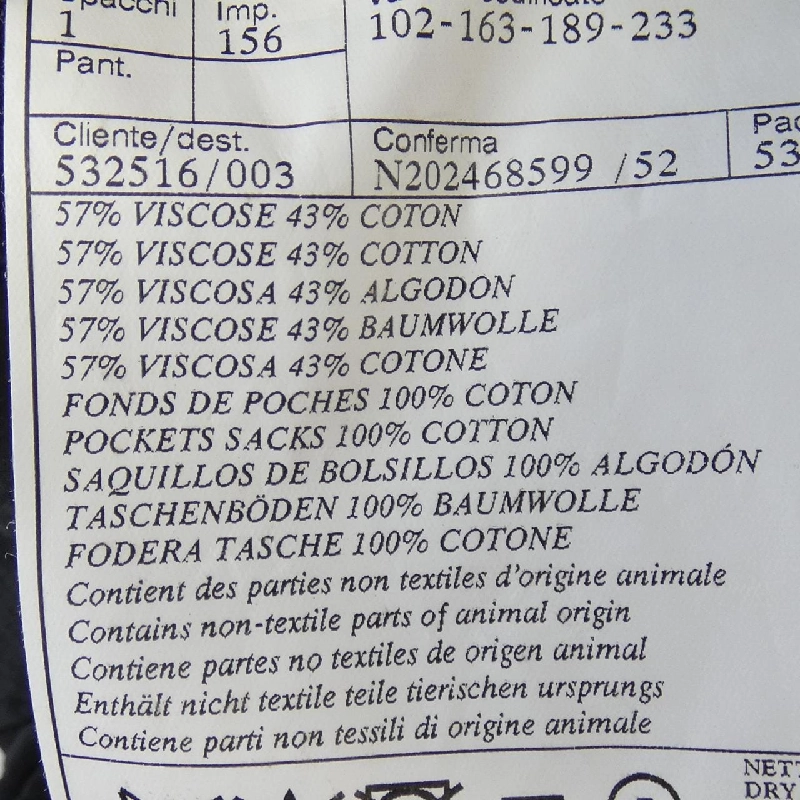 Spacchi Imp.
1 156 102-163-189-233
Pant.
Cliente/dest. Conferma
532516/003 N202468599 /52 53
57% VISCOSE 43% COTON
57% VISCOSE 43% COTTON
57% VISCOSA 43% ALGODON
57% VISCOSE 43% BAUMWOLLE
57% VISCOSA 43% COTONE
FONDS DE POCHES 100% COTON
POCKETS SACKS 100% COTTON
SAQUILLOS DE BOLSILLOS 100% ALGODÓN
TASCHENBÖDEN 100% BAUMWOLLE
FODERA TASCHE 100% COTONE
Contient des parties non textiles d'origine animale
Contains non-textile parts of animal origin
Contiene partes no textiles de origen animal
Enthält nicht textile teile tierischen ursprungs
Contiene parti non tessili di origine animale
DRY